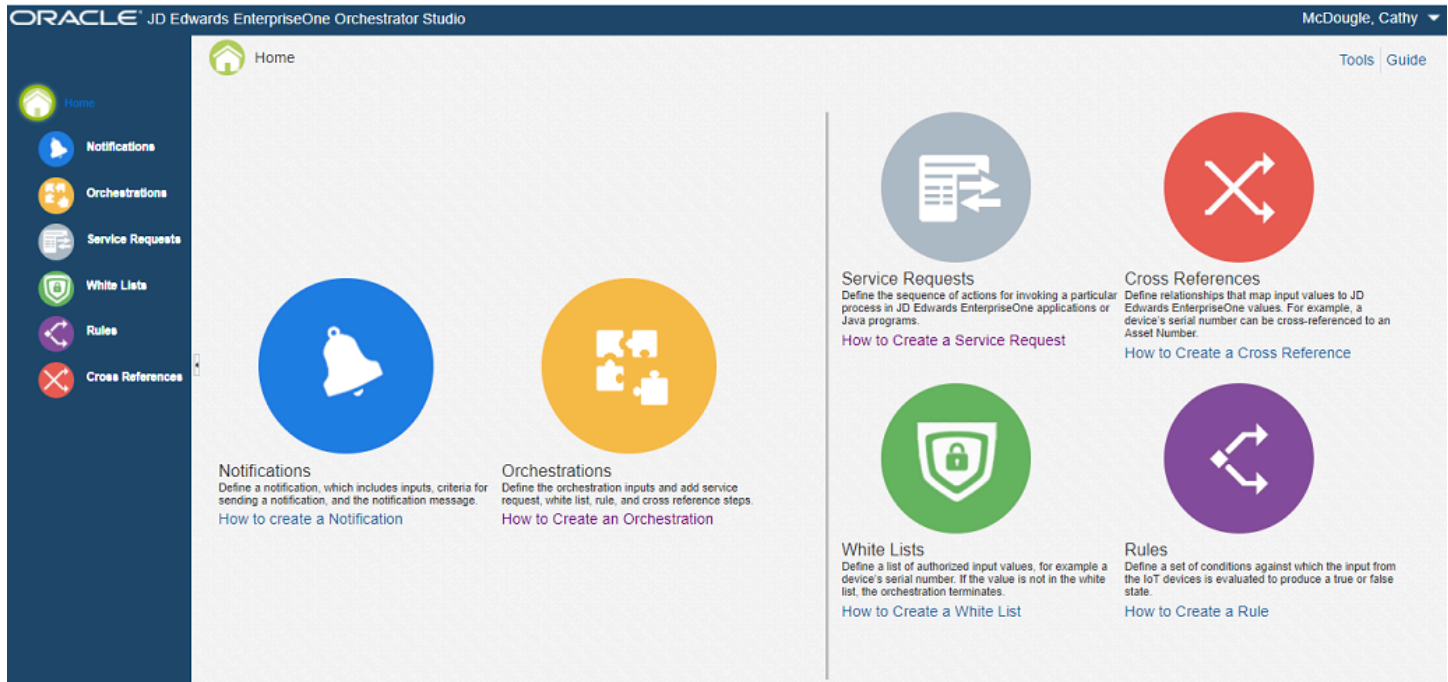 ORACLE® JD Edwards EnterpriseOne Orchestrator Studio
McDougle, Cathy
Home
Tools
Guide
Home
Notifications
Orchestrations
Service Requests
White Lists
Rules
Cross References
Notifications
Define a notification, which includes inputs, criteria for
sending a notification, and the notification message.
How to create a Notification
Orchestrations
Define the orchestration inputs and add service
request, white list, rule, and cross reference steps.
How to Create an Orchestration
Service Requests
Define the sequence of actions for invoking a particular
process in JD Edwards EnterpriseOne applications or
Java programs.
How to Create a Service Request
Cross References
Define relationships that map input values to JD
Edwards EnterpriseOne values. For example, a
device's serial number can be cross-referenced to an
Asset Number.
How to Create a Cross Reference
White Lists
Define a list of authorized input values, for example a
device's serial number. If the value is not in the white
list, the orchestration terminates.
How to Create a White List
Rules
Define a set of conditions against which the input from
the IoT devices is evaluated to produce a true or false
state.
How to Create a Rule